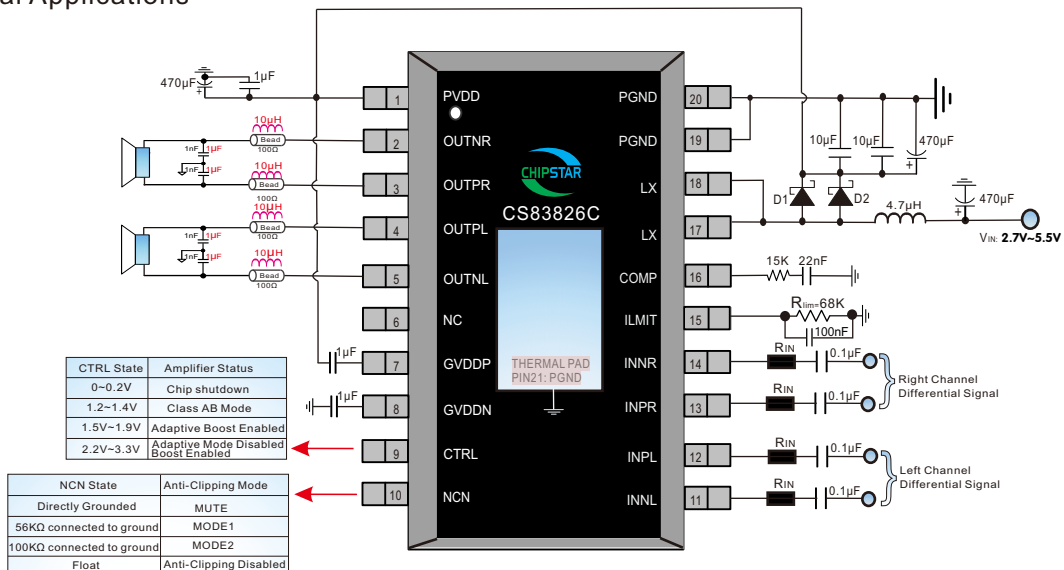 al Applications
470µF
1µF
+
1
PVDD
2
OUTNR
3
OUTPR
4
OUTPL
5
OUTNL
6
NC
7
GVDDP
8
GVDDN
9
CTRL
10
NCN
10µH
Bead
100Ω
1nF
1µF
1nF
1µF
10µH
Bead
100Ω
10µH
Bead
100Ω
1nF
1µF
1nF
1µF
10µH
Bead
100Ω
1µF
1µF
CHIPSTAR
CS83826C
THERMAL PAD
PIN21: PGND
PGND
20
PGND
19
LX
18
LX
17
COMP
16
ILMIT
15
INNR
14
INPR
13
INPL
12
INNL
11
10µF
10µF
470µF
+
D1
D2
4.7µH
470µF
+
VIN: 2.7V~5.5V
15K
22nF
Rlim=68K
100nF
RIN
0.1µF
RIN
0.1µF
Right Channel
Differential Signal
RIN
0.1µF
RIN
0.1µF
Left Channel
Differential Signal
CTRL State
Amplifier Status
0~0.2V
Chip shutdown
1.2~1.4V
Class AB Mode
1.5V~1.9V
Adaptive Boost Enabled
2.2V~3.3V
Adaptive Mode Disabled
Boost Enabled
NCN State
Anti-Clipping Mode
Directly Grounded
MUTE
56KΩ connected to ground
MODE1
100KΩ connected to ground
MODE2
Float
Anti-Clipping Disabled